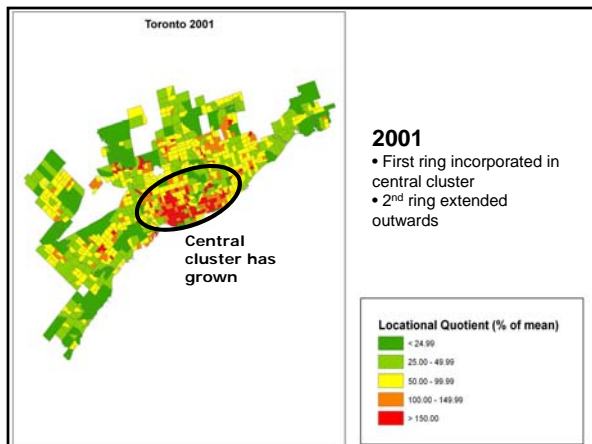 Toronto 2001
Central
cluster has
grown
2001
• First ring incorporated in
central cluster
• 2nd ring extended
outwards
Locational Quotient (% of mean)
< 24.99
25.00 - 49.99
50.00 - 99.99
100.00 - 149.99
> 150.00